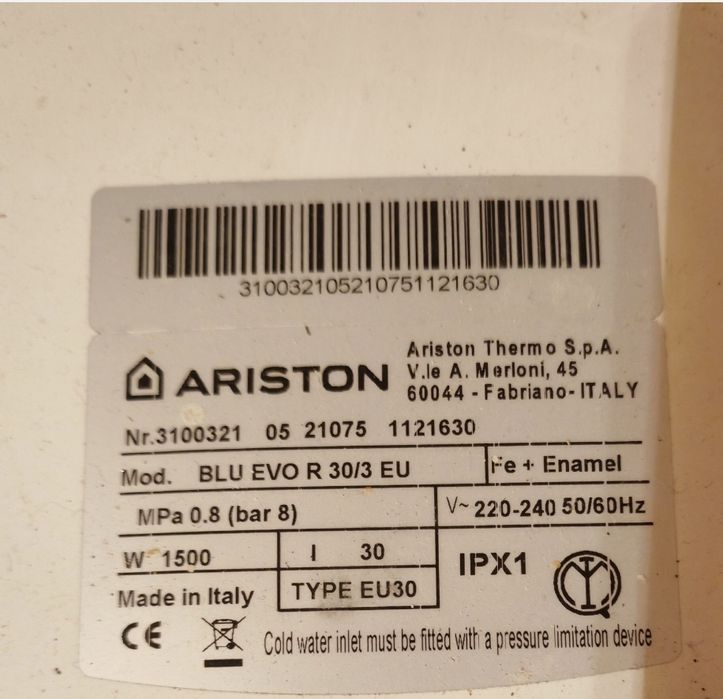 310032105210751121630
ARISTON
Ariston Thermo S.p.A.
V.le A. Merloni, 45
60044 - Fabriano - ITALY
Nr.3100321 05 21075 1121630
Mod. BLU EVO R 30/3 EU
Fe + Enamel
MPa 0.8 (bar 8)
V~ 220-240 50/60Hz
W 1500
l 30
IPX1
TYPE EU30
Made in Italy
CE
Cold water inlet must be fitted with a pressure limitation device